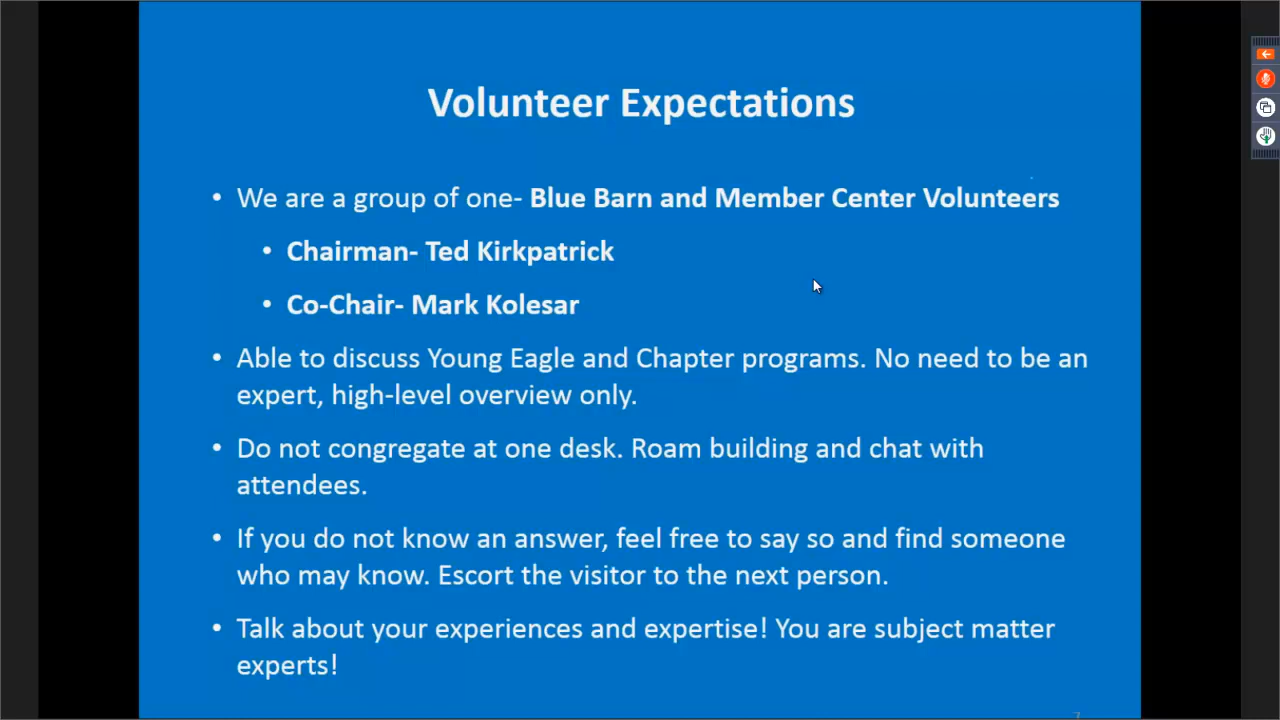 Volunteer Expectations
• We are a group of one- Blue Barn and Member Center Volunteers
• Chairman- Ted Kirkpatrick
• Co-Chair- Mark Kolesar
• Able to discuss Young Eagle and Chapter programs. No need to be an
expert, high-level overview only.
• Do not congregate at one desk. Roam building and chat with
attendees.
• If you do not know an answer, feel free to say so and find someone
who may know. Escort the visitor to the next person.
• Talk about your experiences and expertise! You are subject matter
experts!